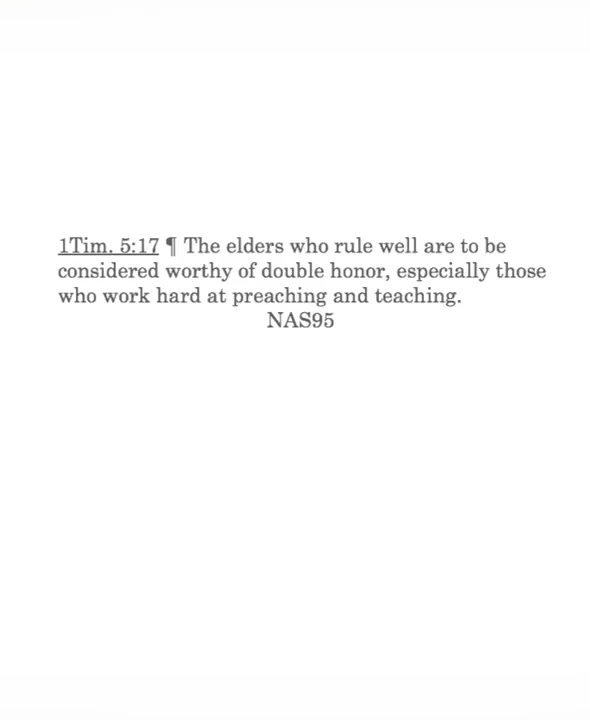 1Tim. 5:17 ¶ The elders who rule well are to be
considered worthy of double honor, especially those
who work hard at preaching and teaching.
NAS95